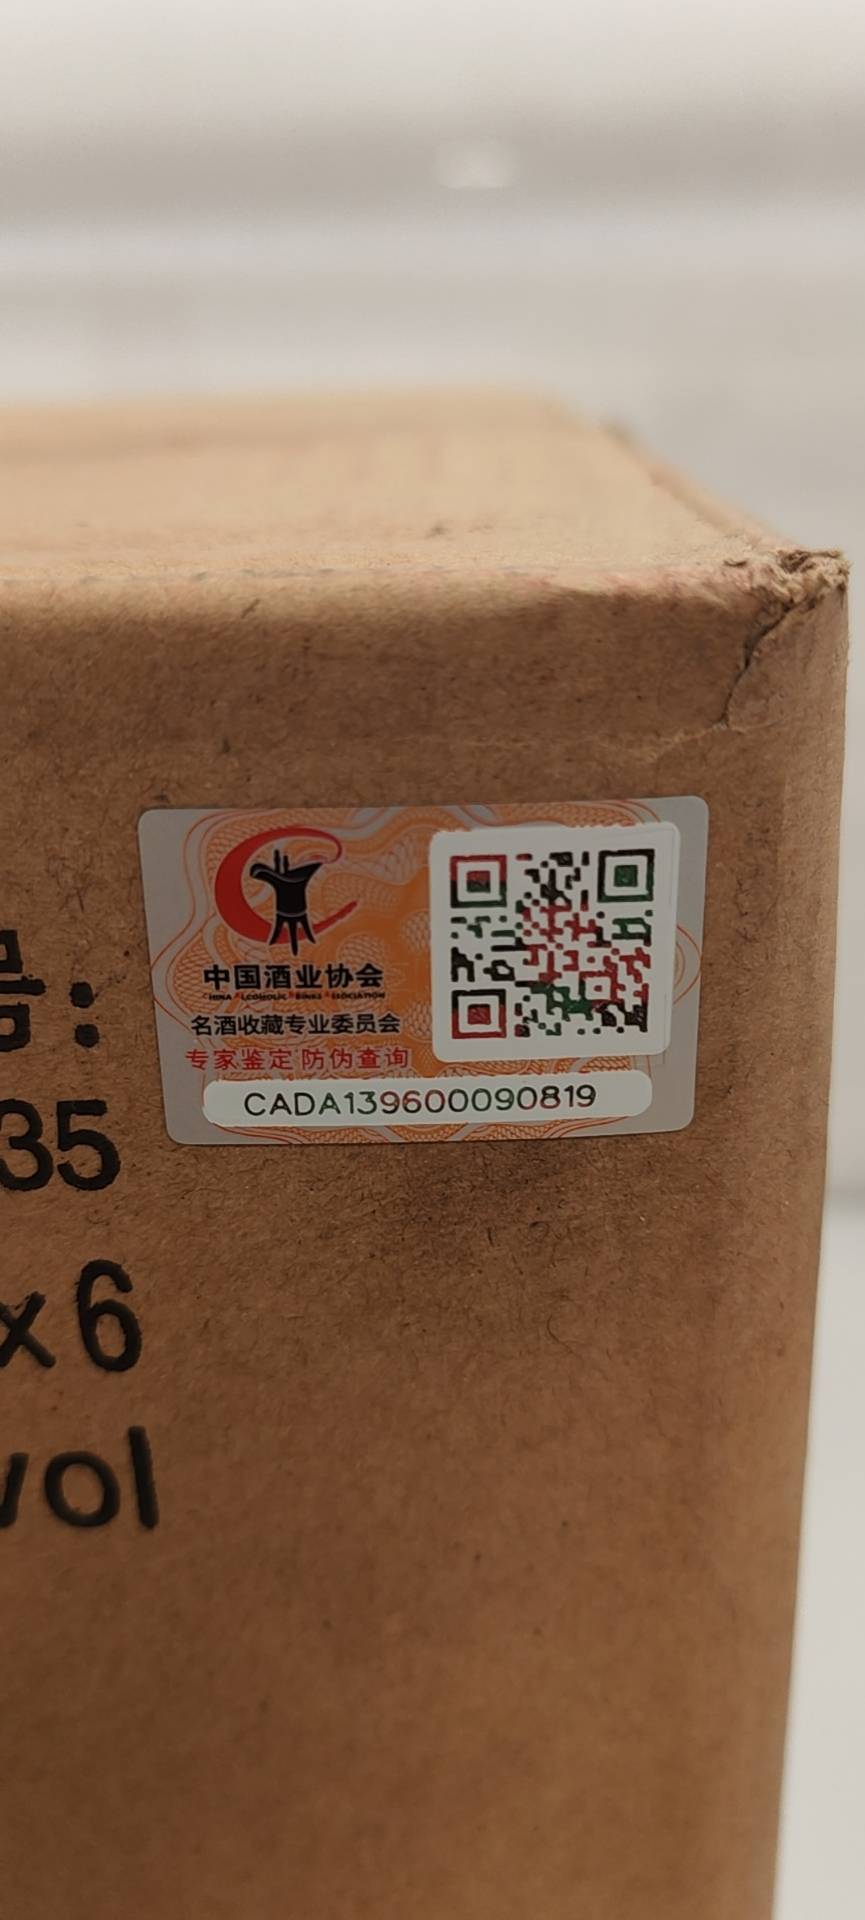 中国酒业协会
名酒收藏专业委员会
专家鉴定防伪查询
CADA139600090819
号:
35
x6
vol